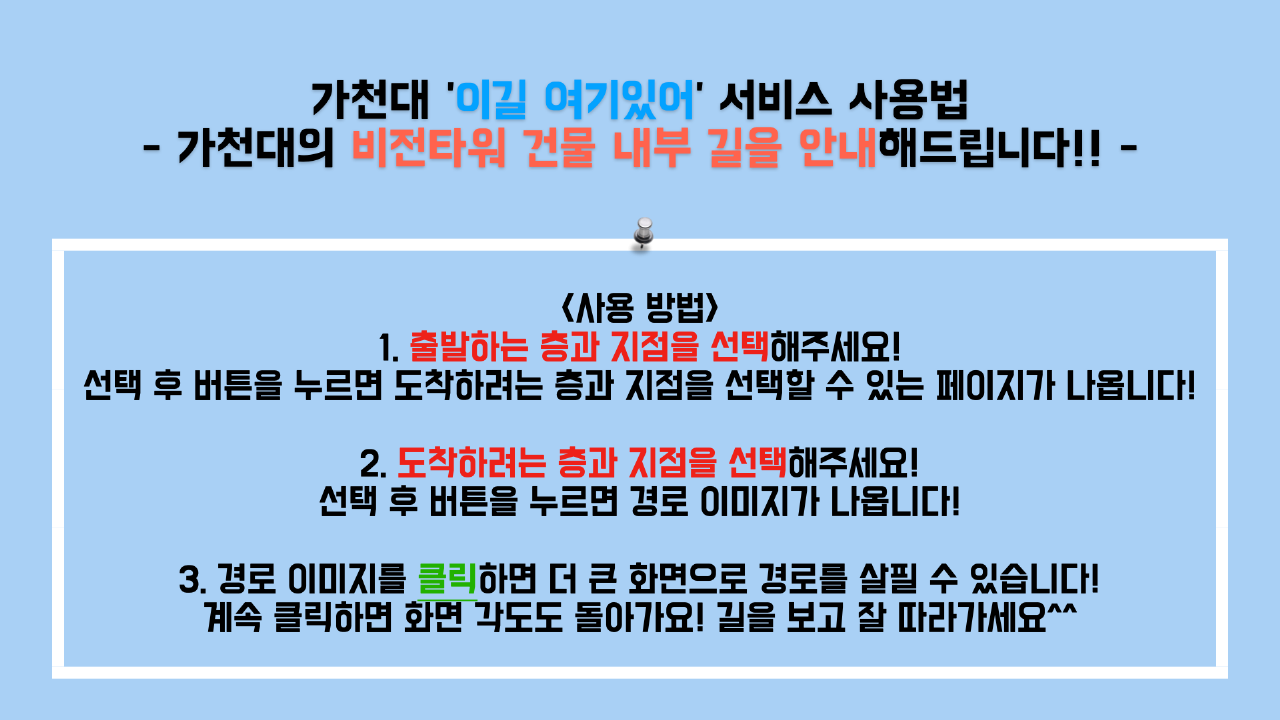 가천대 '이길 여기있어' 서비스 사용법
- 가천대의 비전타워 건물 내부 길을 안내해드립니다!! -
<사용 방법>
1. 출발하는 층과 지점을 선택해주세요!
선택 후 버튼을 누르면 도착하려는 층과 지점을 선택할 수 있는 페이지가 나옵니다!
2. 도착하려는 층과 지점을 선택해주세요!
선택 후 버튼을 누르면 경로 이미지가 나옵니다!
3. 경로 이미지를 클릭하면 더 큰 화면으로 경로를 살필 수 있습니다!
계속 클릭하면 화면 각도도 돌아가요! 길을 보고 잘 따라가세요^^